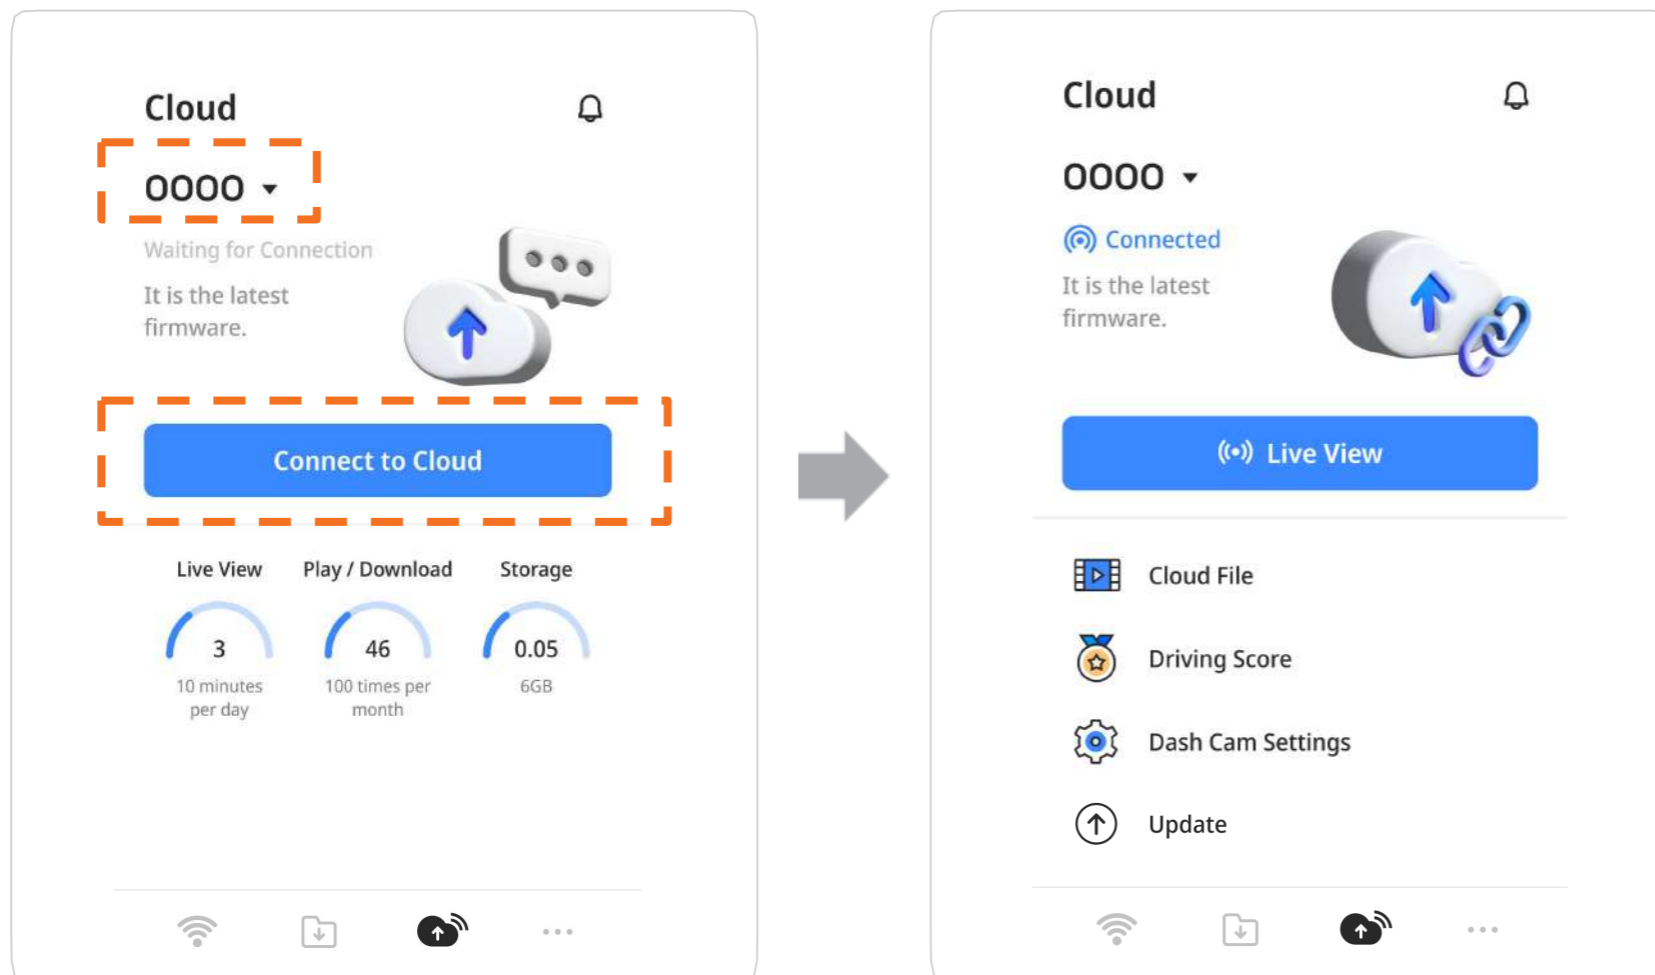 Cloud
OOOO
Waiting for Connection
It is the latest
firmware.
Connect to Cloud
Live View
Play / Download
Storage
3
46
0.05
10 minutes
per day
100 times per
month
6GB
Cloud
OOOO
Connected
It is the latest
firmware.
Live View
Cloud File
Driving Score
Dash Cam Settings
Update